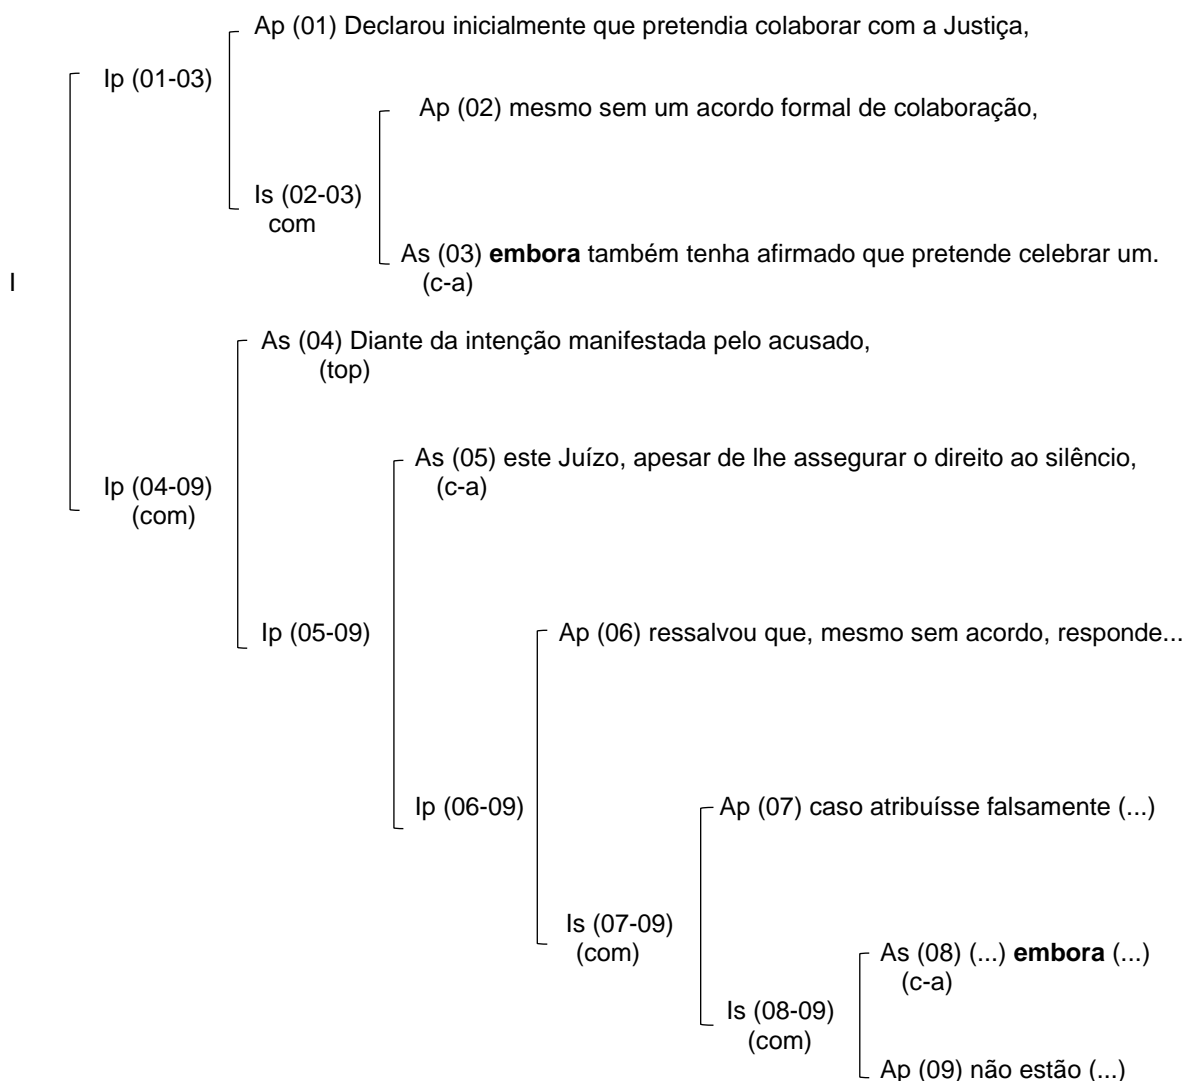 Ap (01) Declarou inicialmente que pretendia colaborar com a Justiça,
Ip (01-03)
Ap (02) mesmo sem um acordo formal de colaboração,
Is (02-03)
com
As (03) embora também tenha afirmado que pretende celebrar um.
(c-a)
I
As (04) Diante da intenção manifestada pelo acusado,
(top)
As (05) este Juízo, apesar de lhe assegurar o direito ao silêncio,
(c-a)
Ip (04-09)
(com)
Ip (05-09)
Ap (06) ressalvou que, mesmo sem acordo, responde...
Ip (06-09)
Ap (07) caso atribuísse falsamente (...)
Is (07-09)
(com)
As (08) (...) embora (...)
(c-a)
Is (08-09)
(com)
Ap (09) não estão (...)